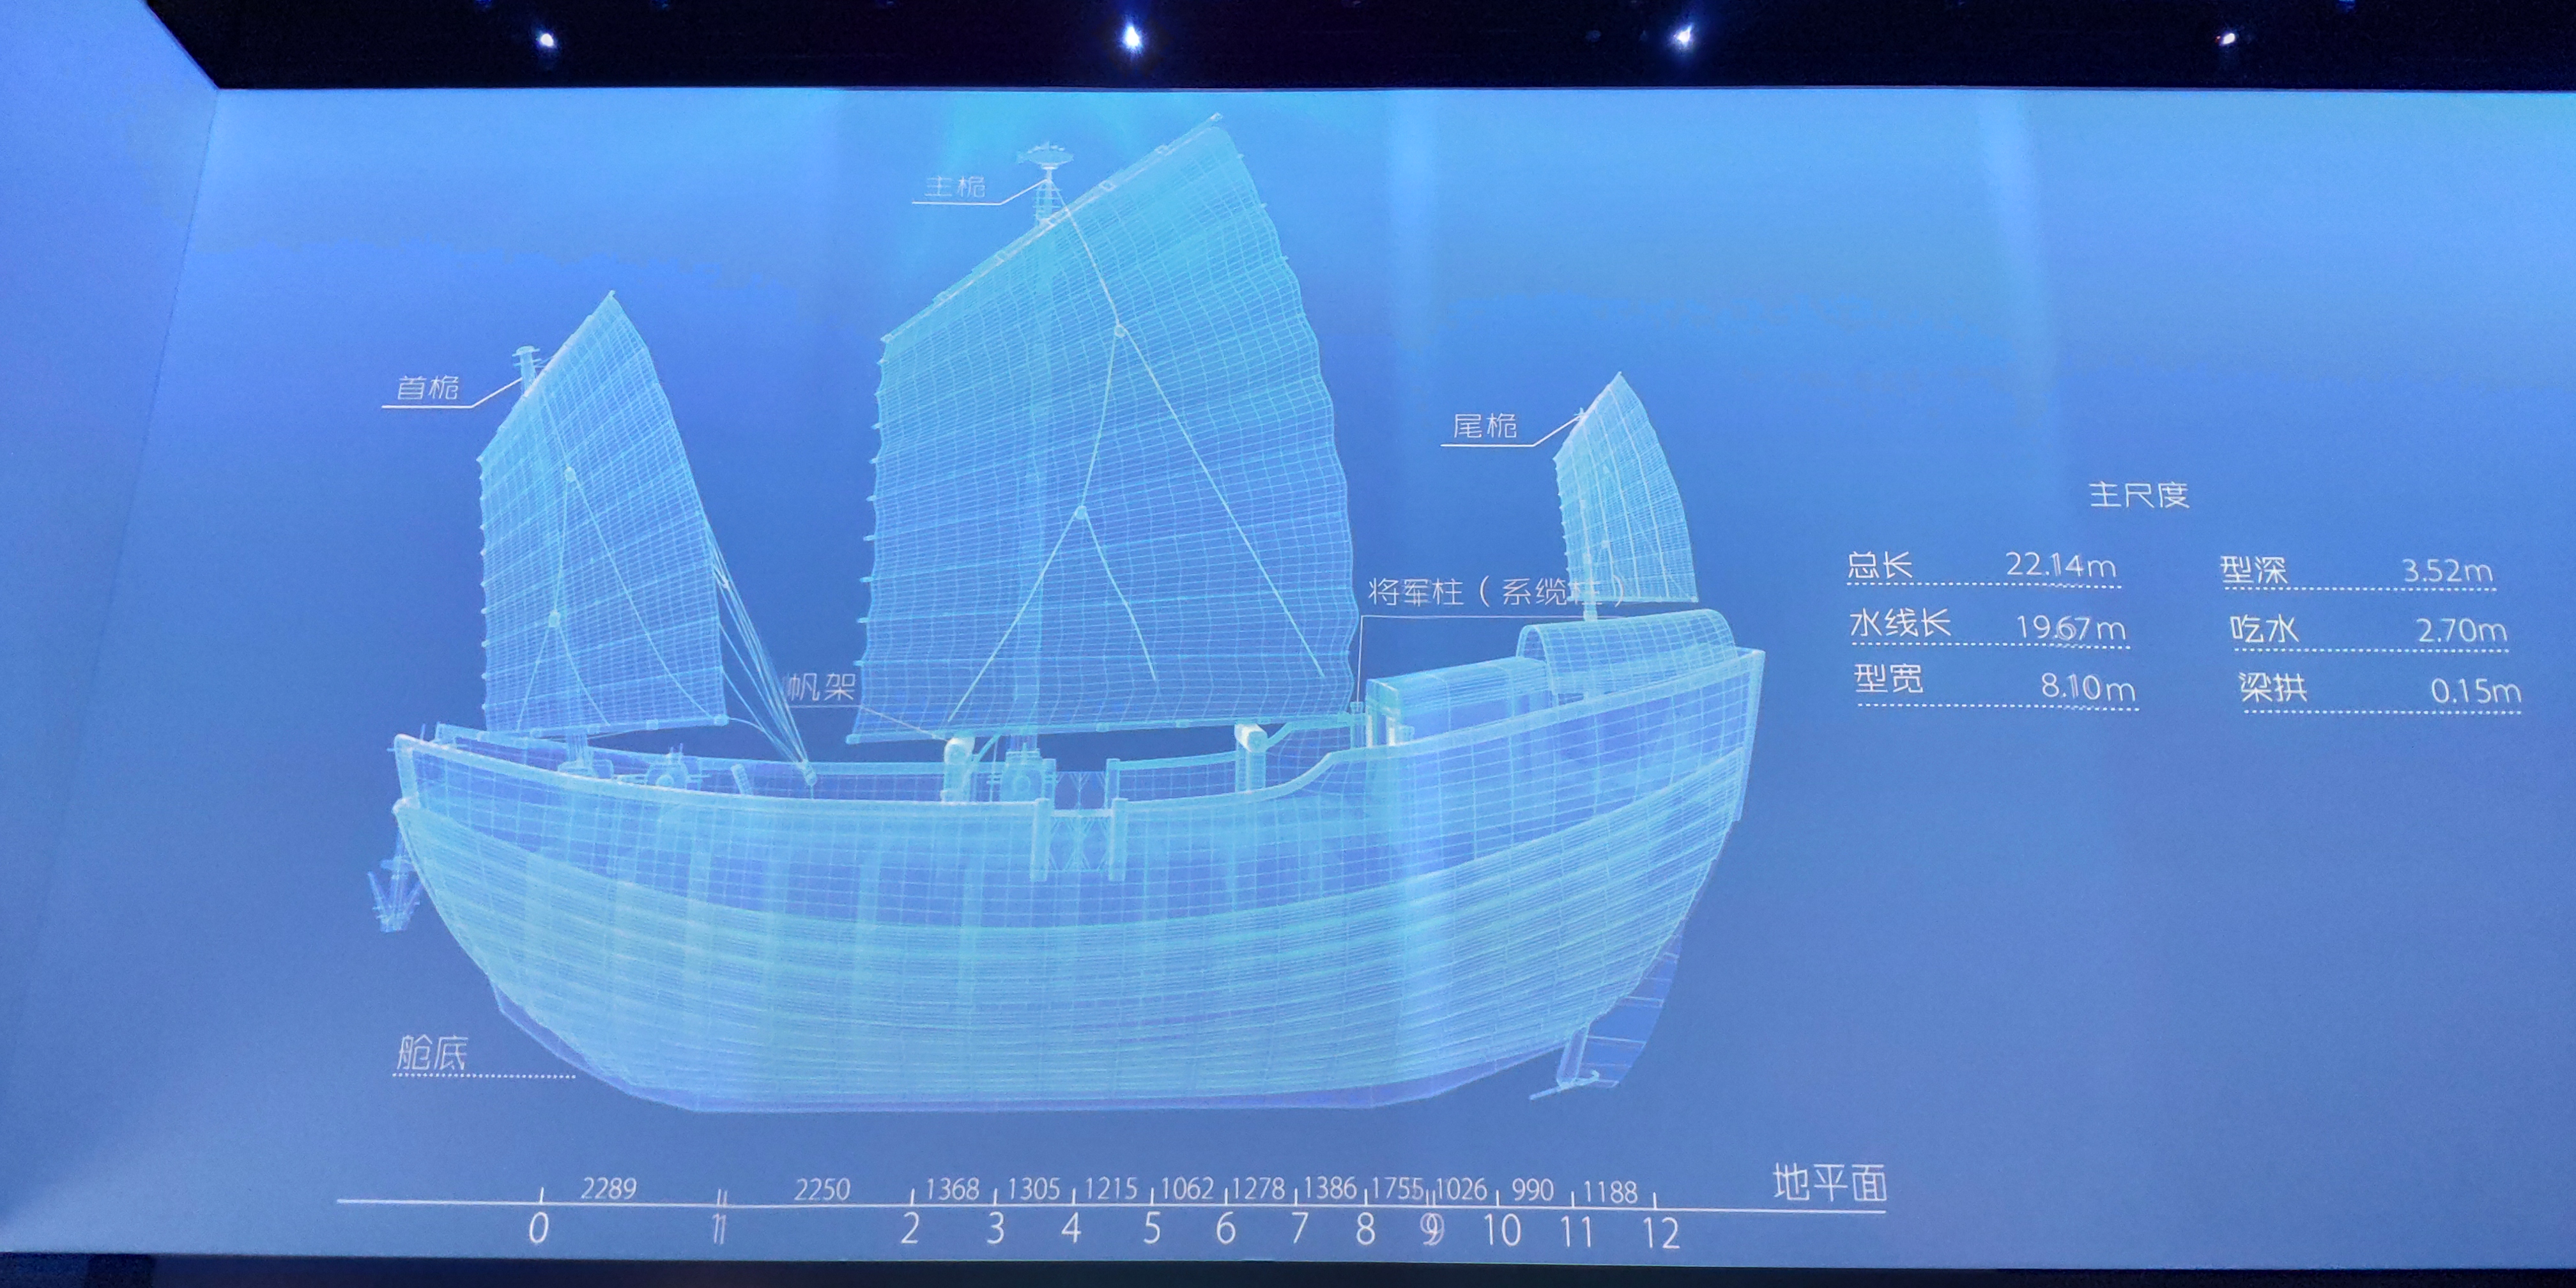 主桅
首桅
尾桅
主尺度
总长 22.14m 型深 3.52m
水线长 19.67m 吃水 2.70m
型宽 8.10m 梁拱 0.15m
将军柱（系缆柱）
帆架
舱底
地平面
2289 2250 1368 1305 1215 1062 1278 1386 1755 1026 990 1188
0 1 2 3 4 5 6 7 8 9 10 11 12